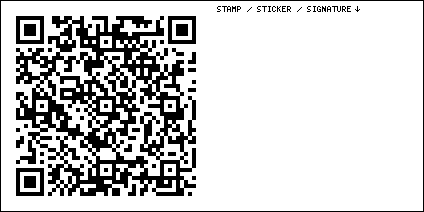 STAMP / STICKER / SIGNATURE ↓